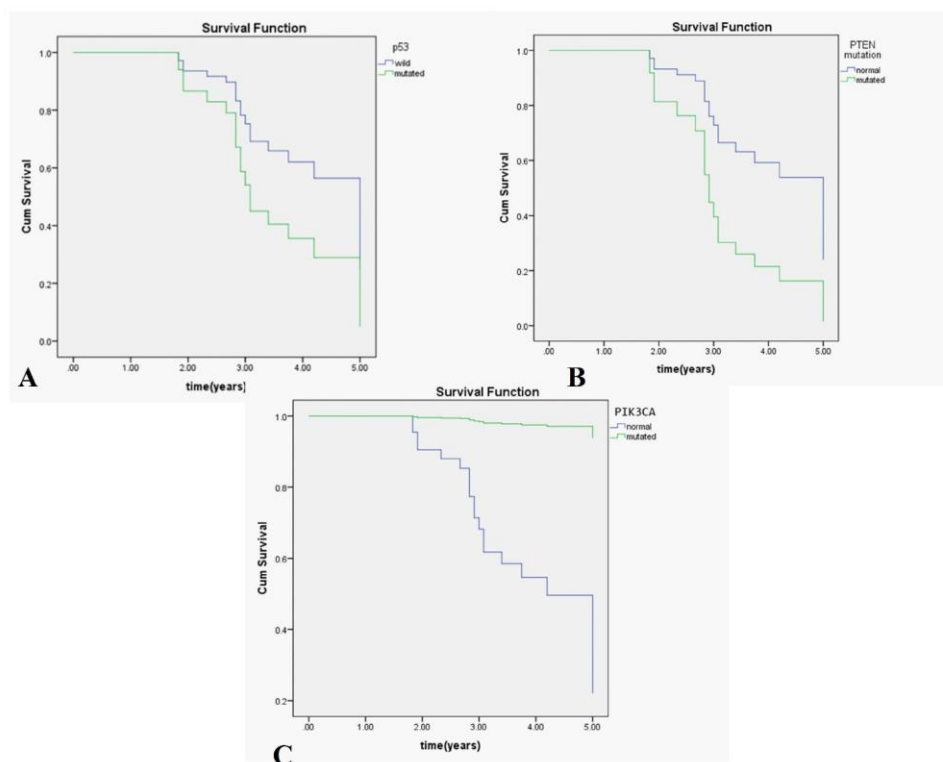 Survival Function
p53
wild
mutated
1.0
0.8
0.6
0.4
0.2
0.0
Cum Survival
.00 1.00 2.00 3.00 4.00 5.00
time(years)
A
Survival Function
PTEN
mutation
normal
mutated
1.0
0.8
0.6
0.4
0.2
0.0
Cum Survival
.00 1.00 2.00 3.00 4.00 5.00
time(years)
B
Survival Function
PIK3CA
normal
mutated
1.0
0.8
0.6
0.4
0.2
Cum Survival
.00 1.00 2.00 3.00 4.00 5.00
time(years)
C